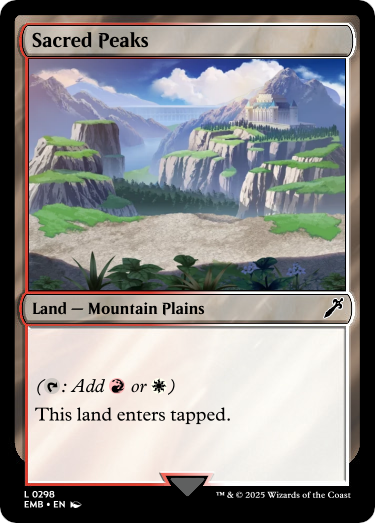 Sacred Peaks
Land — Mountain Plains
(: Add  or )
This land enters tapped.
L 0298
EMB • EN
™ & © 2025 Wizards of the Coast